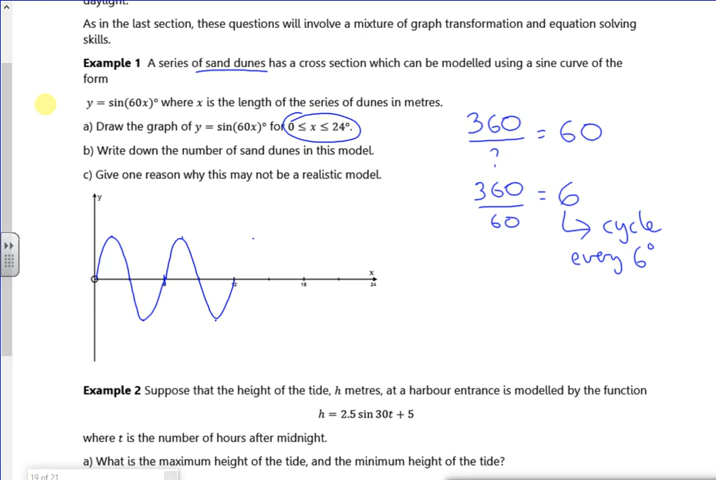 daylight.
As in the last section, these questions will involve a mixture of graph transformation and equation solving
skills.
Example 1 A series of sand dunes has a cross section which can be modelled using a sine curve of the
form
y = sin(60x)° where x is the length of the series of dunes in metres.
a) Draw the graph of y = sin(60x)° for 0 ≤ x ≤ 24°.
b) Write down the number of sand dunes in this model.
c) Give one reason why this may not be a realistic model.
360/? = 60
360/60 = 6
↳ cycle
every 6°
y
x
18
24
Example 2 Suppose that the height of the tide, h metres, at a harbour entrance is modelled by the function
h = 2.5 sin 30t + 5
where t is the number of hours after midnight.
a) What is the maximum height of the tide, and the minimum height of the tide?
19 of 21